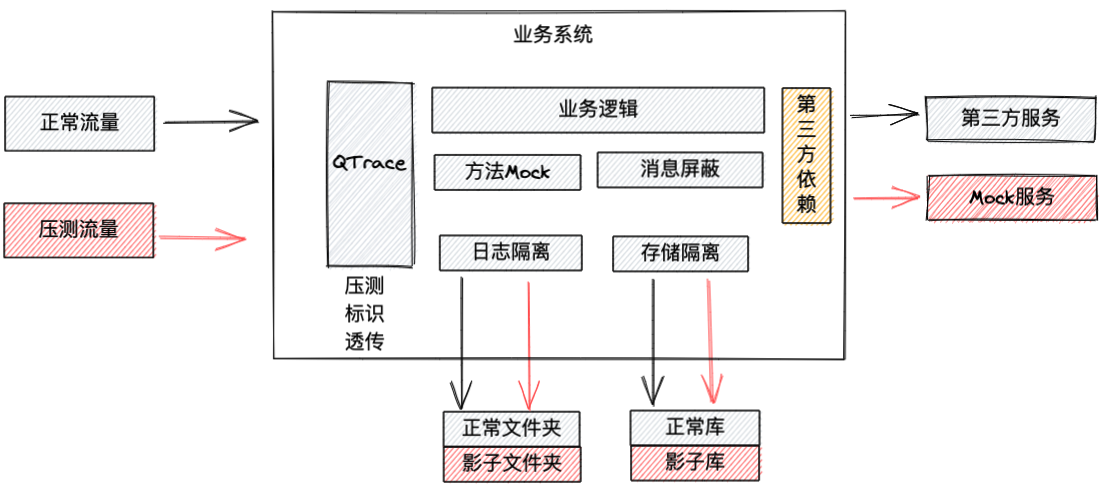 业务系统
正常流量
压测流量
QTrace
压测
标识
透传
业务逻辑
方法Mock
消息屏蔽
日志隔离
存储隔离
第
三
方
依
赖
第三方服务
Mock服务
正常文件夹
影子文件夹
正常库
影子库